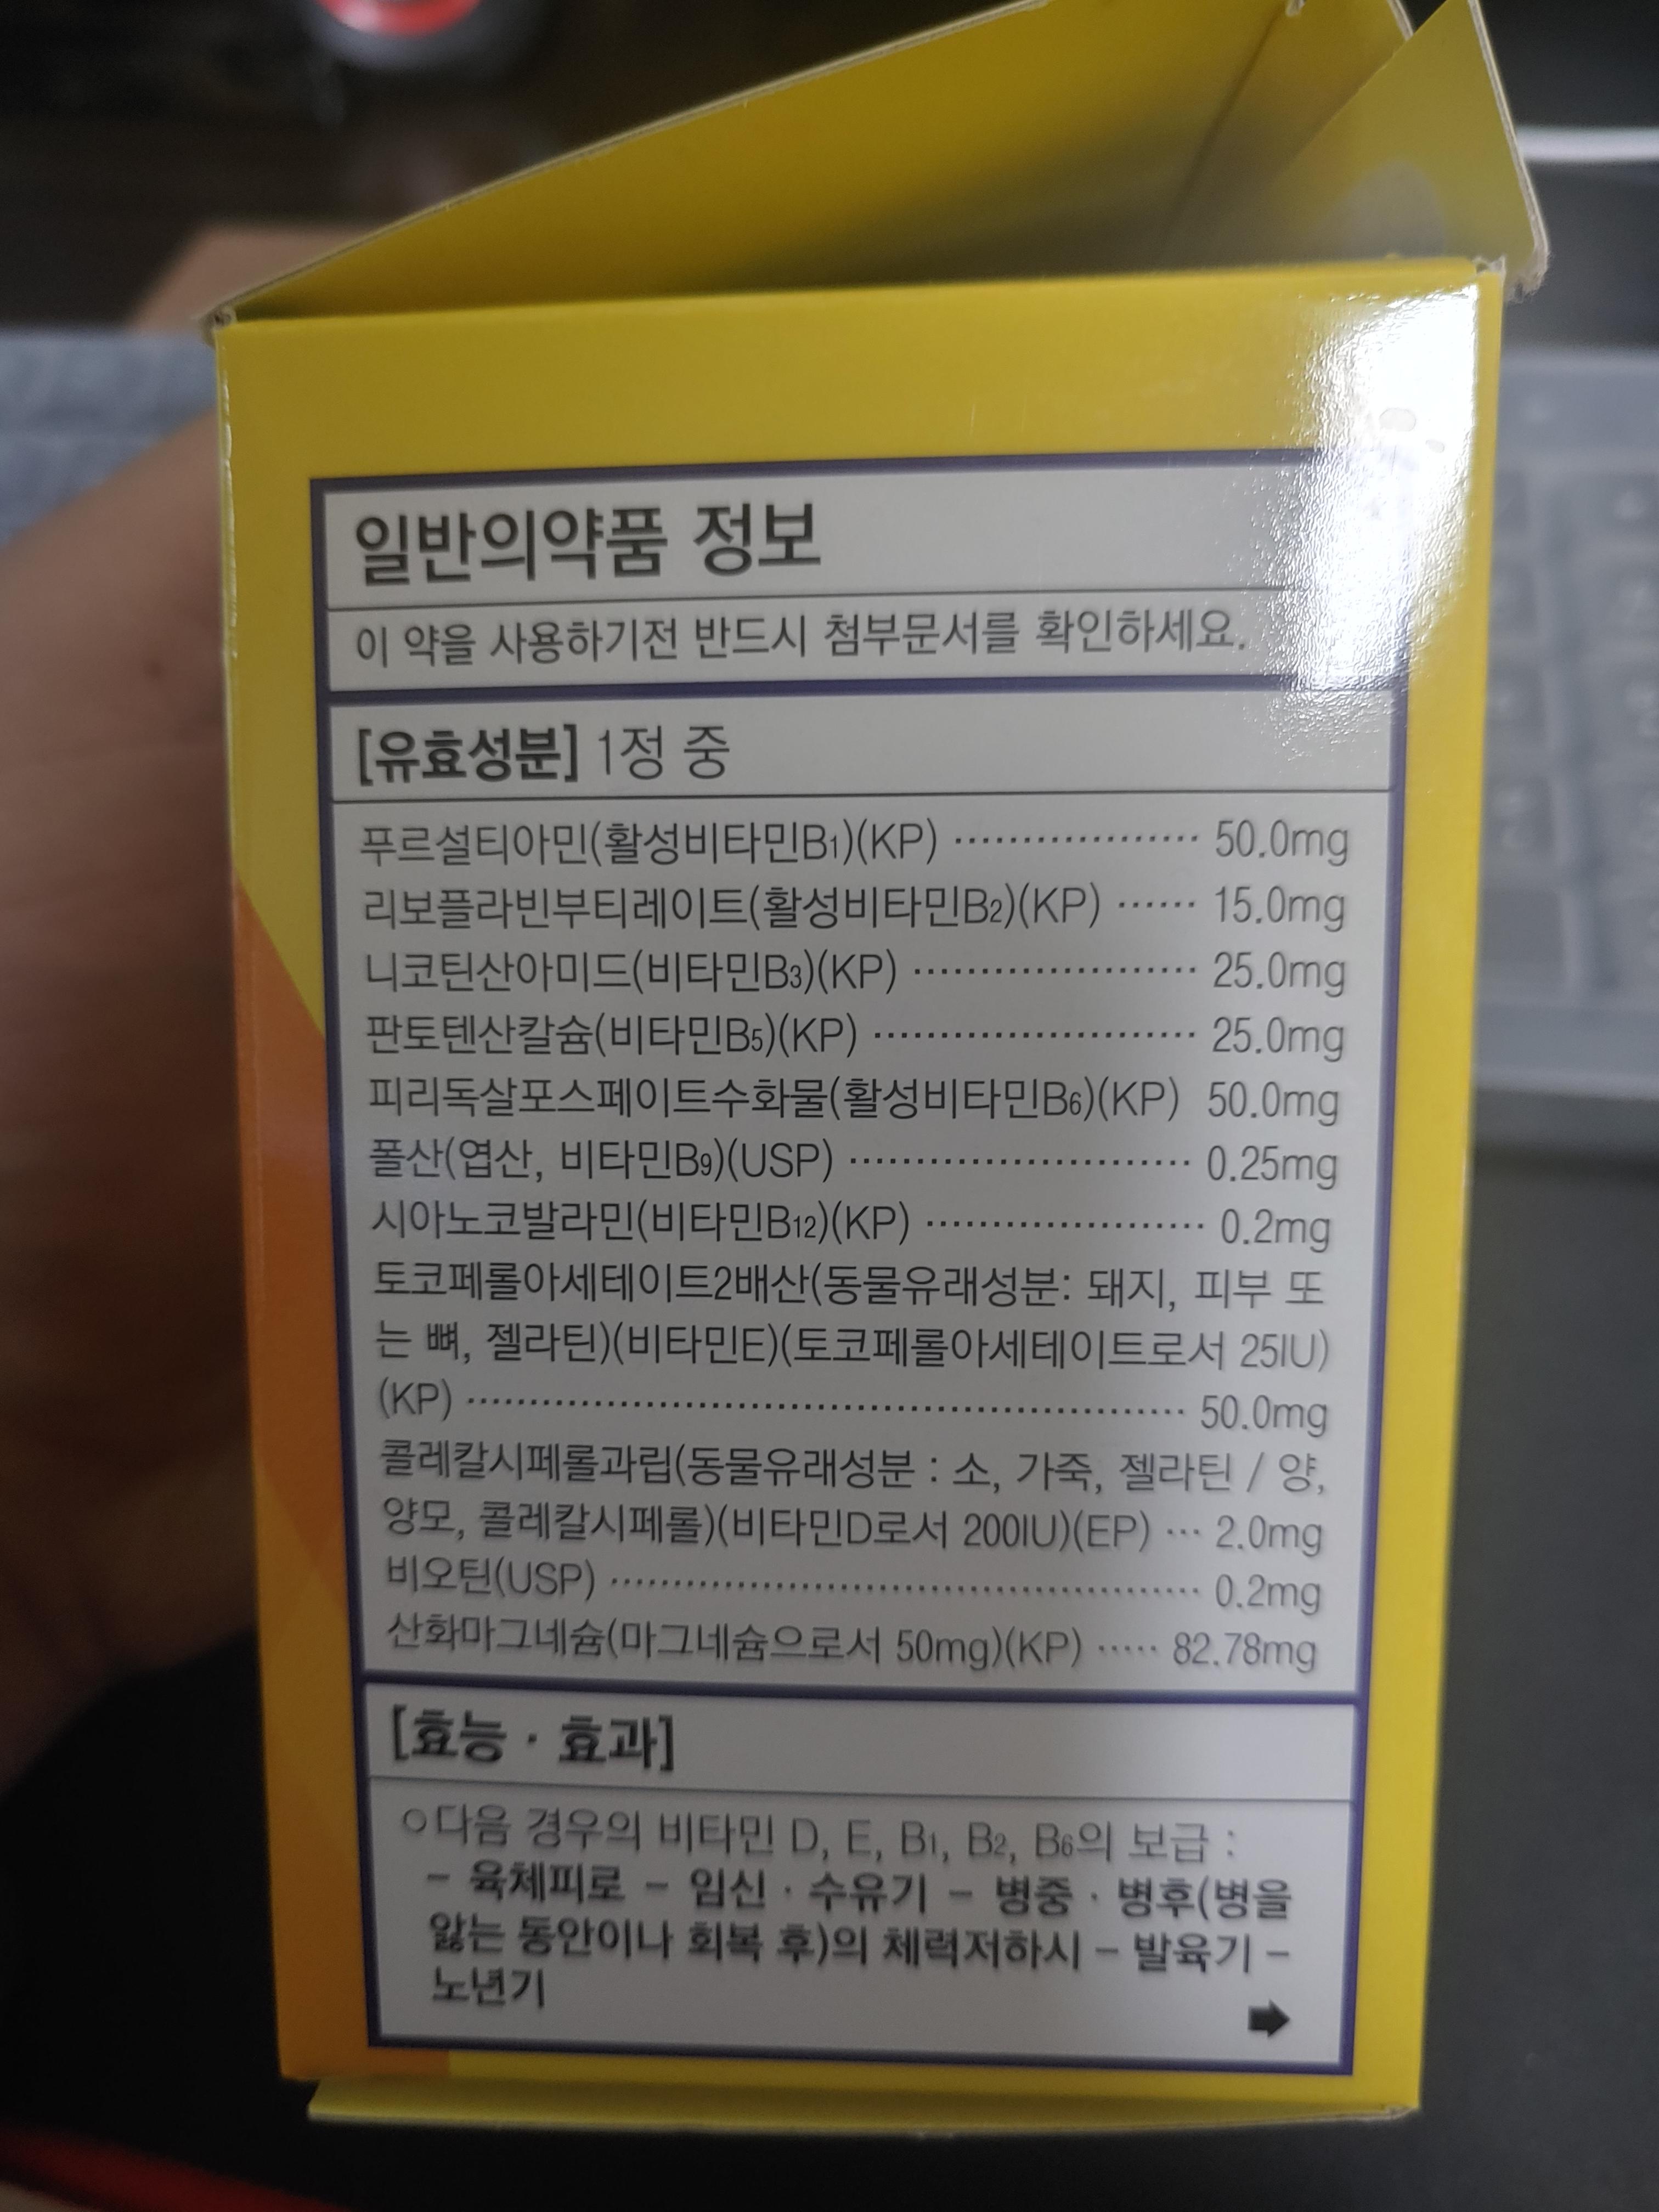 일반의약품 정보
이 약을 사용하기전 반드시 첨부문서를 확인하세요.
[유효성분] 1정 중
푸르설티아민(활성비타민B₁)(KP) ·················· 50.0mg
리보플라빈부티레이트(활성비타민B₂)(KP) ······ 15.0mg
니코틴산아미드(비타민B₃)(KP) ····················· 25.0mg
판토텐산칼슘(비타민B₅)(KP) ························ 25.0mg
피리독살포스페이트수화물(활성비타민B₆)(KP) 50.0mg
폴산(엽산, 비타민B₉)(USP) ························· 0.25mg
시아노코발라민(비타민B₁₂)(KP) ····················· 0.2mg
토코페롤아세테이트2배산(동물유래성분: 돼지, 피부 또
는 뼈, 젤라틴)(비타민E)(토코페롤아세테이트로서 25IU)
(KP) ······················································ 50.0mg
콜레칼시페롤과립(동물유래성분 : 소, 가죽, 젤라틴 / 양,
양모, 콜레칼시페롤)(비타민D로서 200IU)(EP) ··· 2.0mg
비오틴(USP) ············································ 0.2mg
산화마그네슘(마그네슘으로서 50mg)(KP) ····· 82.78mg
[효능 · 효과]
○다음 경우의 비타민 D, E, B₁, B₂, B₆의 보급 :
- 육체피로 - 임신 · 수유기 - 병중 · 병후(병을
앓는 동안이나 회복 후)의 체력저하시 - 발육기 -
노년기